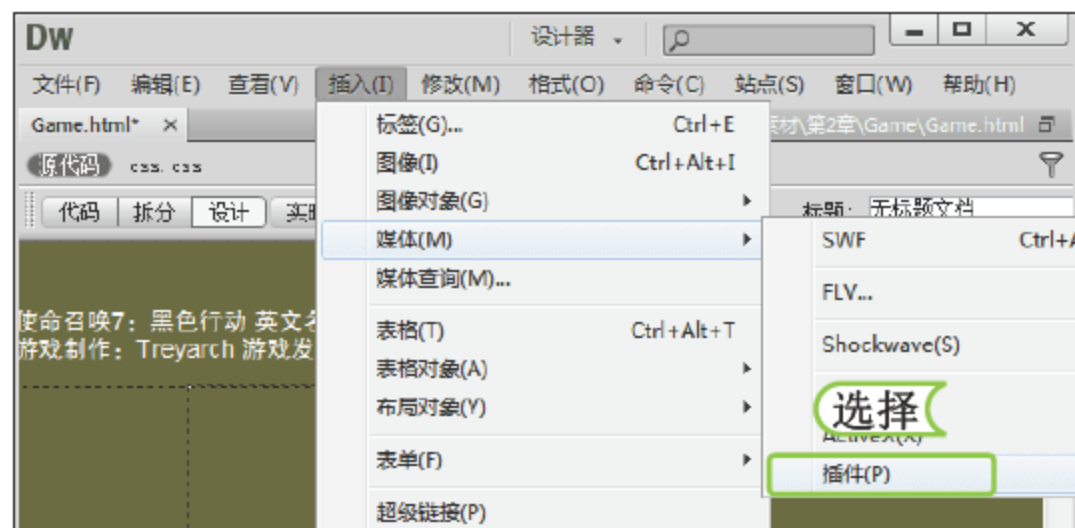 Dw
设计器
文件(F) 编辑(E) 查看(V) 插入(I) 修改(M) 格式(O) 命令(C) 站点(S) 窗口(W) 帮助(H)
Game.html* ×
素材\第2章\Game\Game.html
源代码 css.css
代码 拆分 设计 实时
标题: 无标题文档
标签(G)... Ctrl+E
图像(I) Ctrl+Alt+I
图像对象(G)
媒体(M)
媒体查询(M)...
表格(T) Ctrl+Alt+T
表格对象(A)
布局对象(Y)
表单(F)
超级链接(P)
SWF Ctrl+A
FLV...
Shockwave(S)
选择
ActiveX(X)
插件(P)
使命召唤7：黑色行动 英文名
游戏制作：Treyarch 游戏发